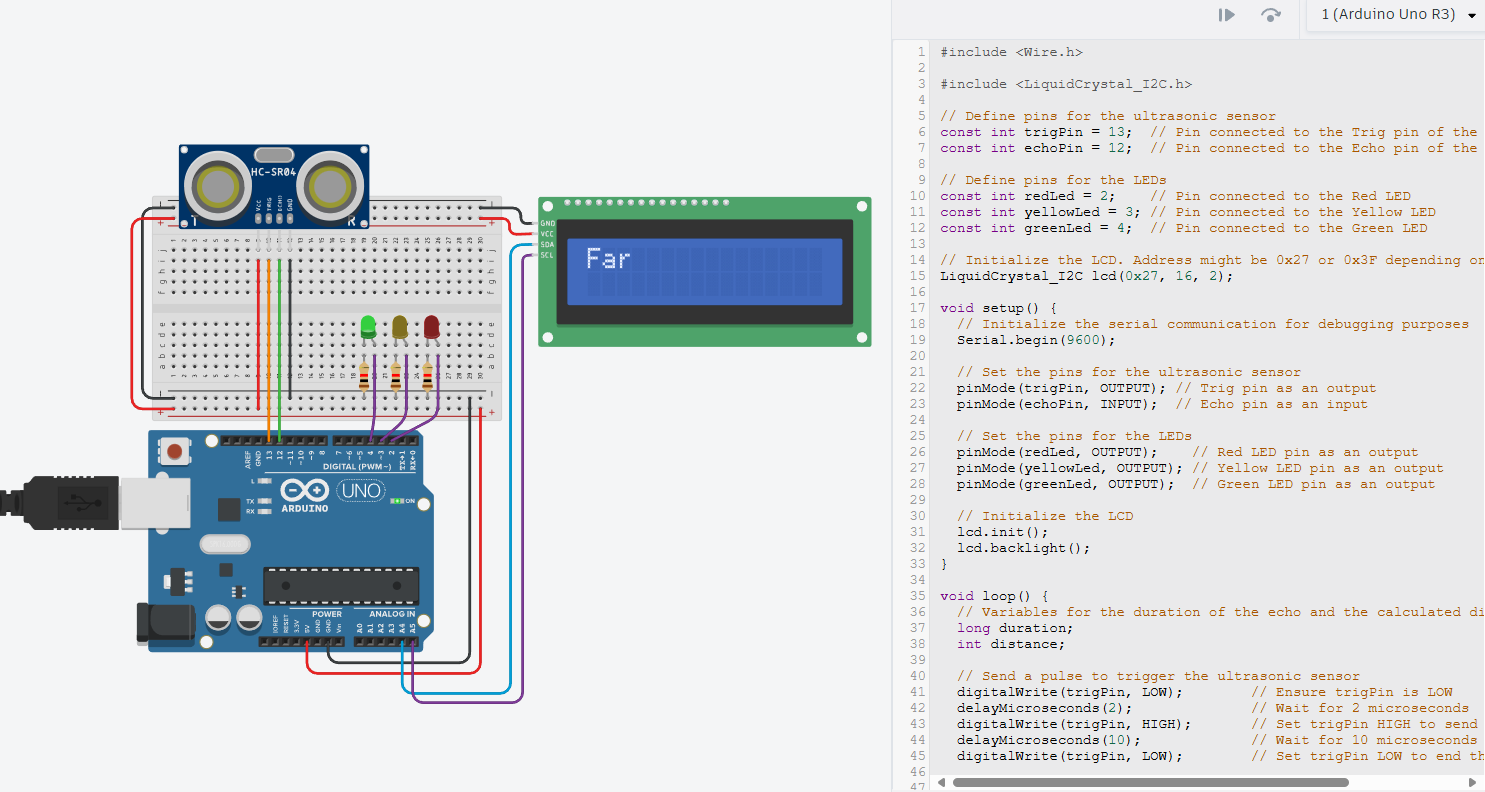 1 (Arduino Uno R3)
HC-SR04
VCC
TRIG
ECHO
GND
T
R
GND
VCC
SDA
SCL
Far
AREF
GND
13
12
~11
~10
~9
8
7
~6
~5
4
~3
2
TX→1
RX←0
DIGITAL (PWM~)
L
TX
RX
ARDUINO
UNO
ON
POWER
ANALOG IN
IOREF
RESET
3.3V
5V
GND
GND
Vin
A0
A1
A2
A3
A4
A5
1 #include <Wire.h>
2
3 #include <LiquidCrystal_I2C.h>
4
5 // Define pins for the ultrasonic sensor
6 const int trigPin = 13;  // Pin connected to the Trig pin of the
7 const int echoPin = 12;  // Pin connected to the Echo pin of the
8
9 // Define pins for the LEDs
10 const int redLed = 2;    // Pin connected to the Red LED
11 const int yellowLed = 3; // Pin connected to the Yellow LED
12 const int greenLed = 4;  // Pin connected to the Green LED
13
14 // Initialize the LCD. Address might be 0x27 or 0x3F depending on
15 LiquidCrystal_I2C lcd(0x27, 16, 2);
16
17 void setup() {
18   // Initialize the serial communication for debugging purposes
19   Serial.begin(9600);
20
21   // Set the pins for the ultrasonic sensor
22   pinMode(trigPin, OUTPUT); // Trig pin as an output
23   pinMode(echoPin, INPUT);  // Echo pin as an input
24
25   // Set the pins for the LEDs
26   pinMode(redLed, OUTPUT);    // Red LED pin as an output
27   pinMode(yellowLed, OUTPUT); // Yellow LED pin as an output
28   pinMode(greenLed, OUTPUT);  // Green LED pin as an output
29
30   // Initialize the LCD
31   lcd.init();
32   lcd.backlight();
33 }
34
35 void loop() {
36   // Variables for the duration of the echo and the calculated di
37   long duration;
38   int distance;
39
40   // Send a pulse to trigger the ultrasonic sensor
41   digitalWrite(trigPin, LOW);        // Ensure trigPin is LOW
42   delayMicroseconds(2);              // Wait for 2 microseconds
43   digitalWrite(trigPin, HIGH);       // Set trigPin HIGH to send
44   delayMicroseconds(10);             // Wait for 10 microseconds
45   digitalWrite(trigPin, LOW);        // Set trigPin LOW to end th
46
47